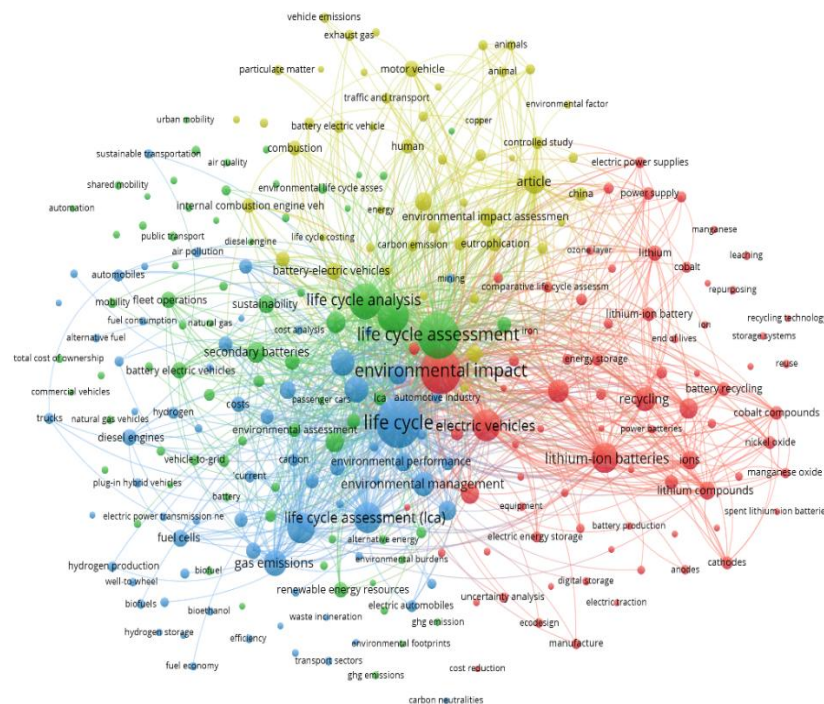 vehicle emissions
exhaust gas
animals
particulate matter
motor vehicle
animal
traffic and transport
environmental factor
copper
urban mobility
battery electric vehicle
controlled study
combustion
human
sustainable transportation
air quality
electric power supplies
shared mobility
environmental life cycle asses
article
china
power supply
automation
internal combustion engine veh
energy
environmental impact assessmen
manganese
public transport
diesel engine
life cycle costing
carbon emission
eutrophication
air pollution
ozone layer
lithium
leaching
automobiles
battery-electric vehicles
mining
cobalt
comparative life cycle assessm
repurposing
mobility
fleet operations
sustainability
life cycle analysis
lithium-ion battery
ion
recycling technology
fuel consumption
natural gas
cost analysis
life cycle assessment
iron
end of lives
storage systems
alternative fuel
secondary batteries
energy storage
reuse
total cost of ownership
battery electric vehicles
environmental impact
battery recycling
commercial vehicles
passenger cars
lca
automotive industry
recycling
trucks
natural gas vehicles
hydrogen
costs
life cycle
electric vehicles
cobalt compounds
diesel engines
environmental assessment
power batteries
nickel oxide
vehicle-to-grid
current
carbon
environmental performance
lithium-ion batteries
ions
manganese oxide
plug-in hybrid vehicles
battery
environmental management
lithium compounds
equipment
spent lithium-ion batterie
electric power transmission ne
life cycle assessment (lca)
battery production
fuel cells
alternative energy
electric energy storage
hydrogen production
gas emissions
environmental burdens
cathodes
well-to-wheel
biofuel
anodes
digital storage
biofuels
bioethanol
renewable energy resources
uncertainty analysis
electric traction
electric automobiles
waste incineration
ghg emission
ecodesign
hydrogen storage
efficiency
environmental footprints
manufacture
fuel economy
transport sectors
ghg emissions
cost reduction
carbon neutralities